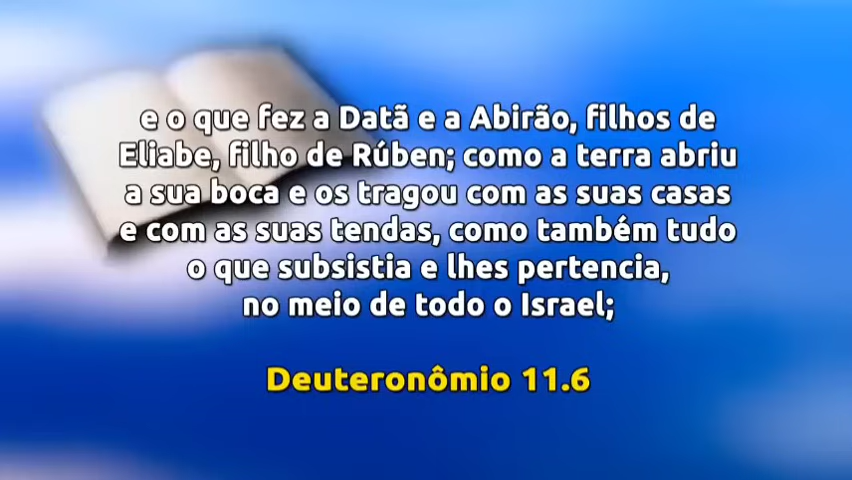 e o que fez a Datã e a Abirão, filhos de
Eliabe, filho de Rúben; como a terra abriu
a sua boca e os tragou com as suas casas
e com as suas tendas, como também tudo
o que subsistia e lhes pertencia,
no meio de todo o Israel;
Deuteronômio 11.6